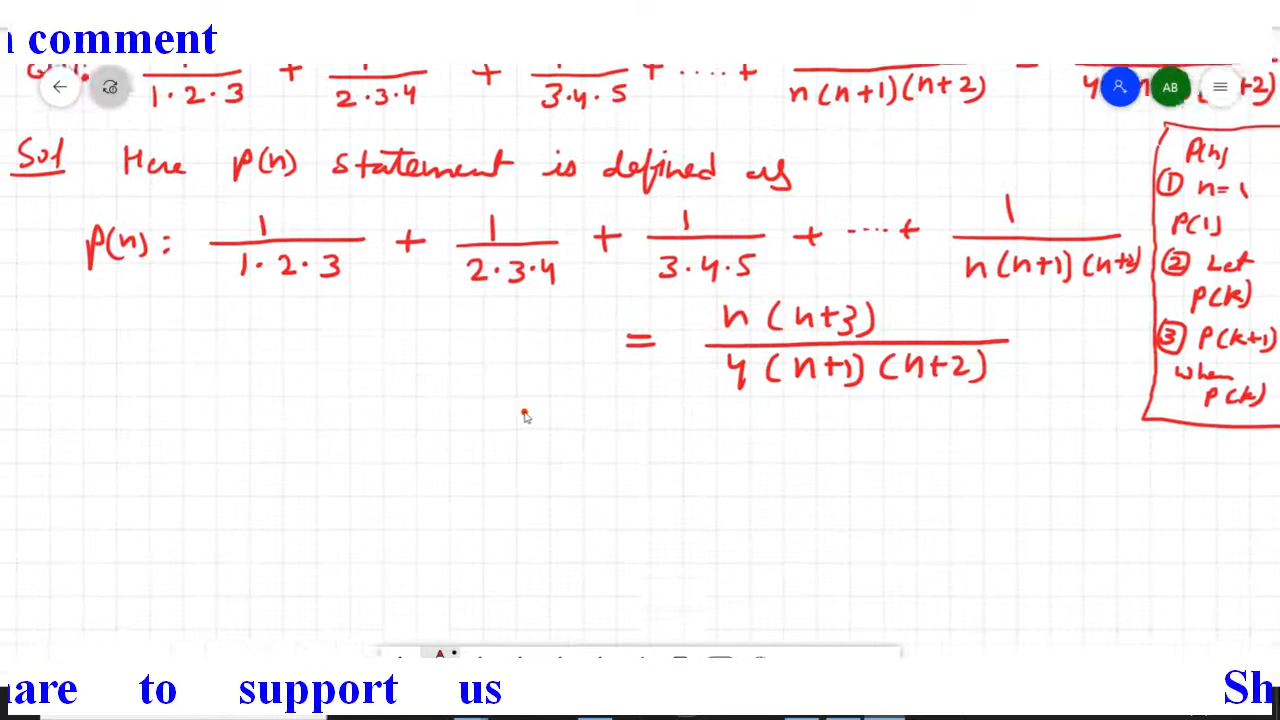 comment
1·2·3 + 2·3·4 + 3·4·5 + ....+ n(n+1)(n+2)
AB
Sol Here P(n) statement is defined as
P(n): 1/1·2·3 + 1/2·3·4 + 1/3·4·5 + ...+ 1/n(n+1)(n+2)
= n(n+3)/4(n+1)(n+2)
P(n)
① n=1
P(1)
② Let
P(k)
③ P(k+1)
when
P(k)
to support us